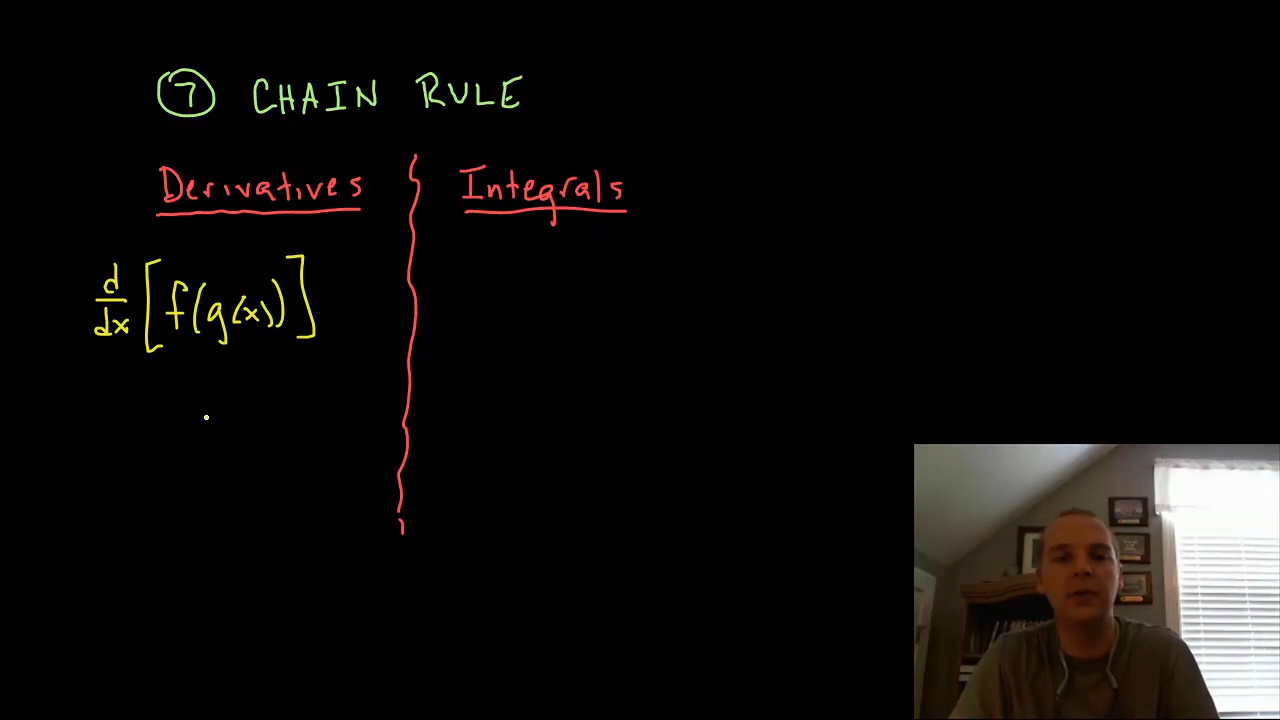 ⑦ CHAIN RULE
Derivatives
Integrals
d/dx [f(g(x))]